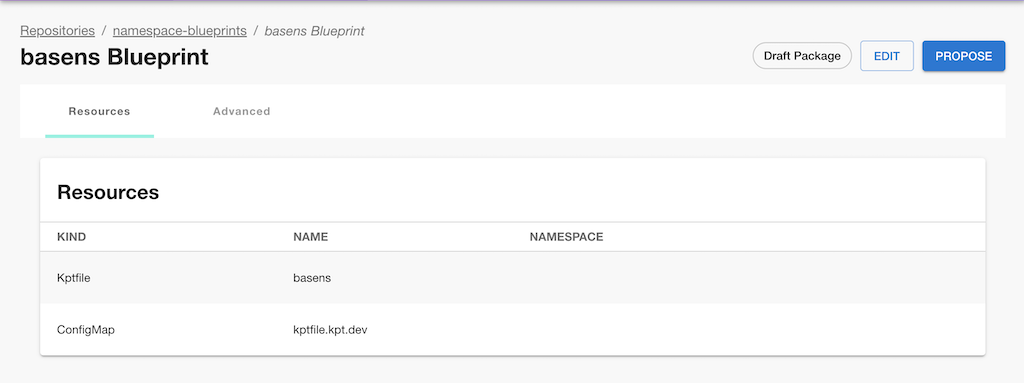 Repositories / namespace-blueprints / basens Blueprint
basens Blueprint
Draft Package EDIT PROPOSE
Resources Advanced
Resources
KIND NAME NAMESPACE
Kptfile basens
ConfigMap kptfile.kpt.dev